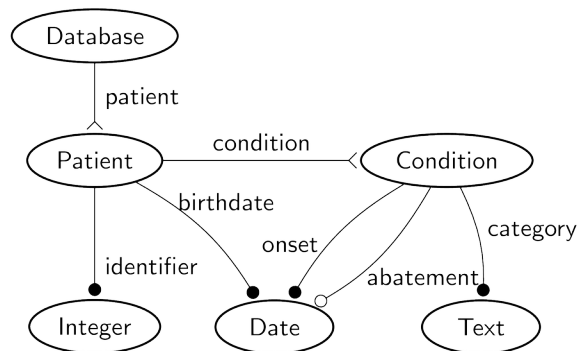 Database
patient
Patient
condition
Condition
birthdate
onset
category
identifier
abatement
Integer
Date
Text